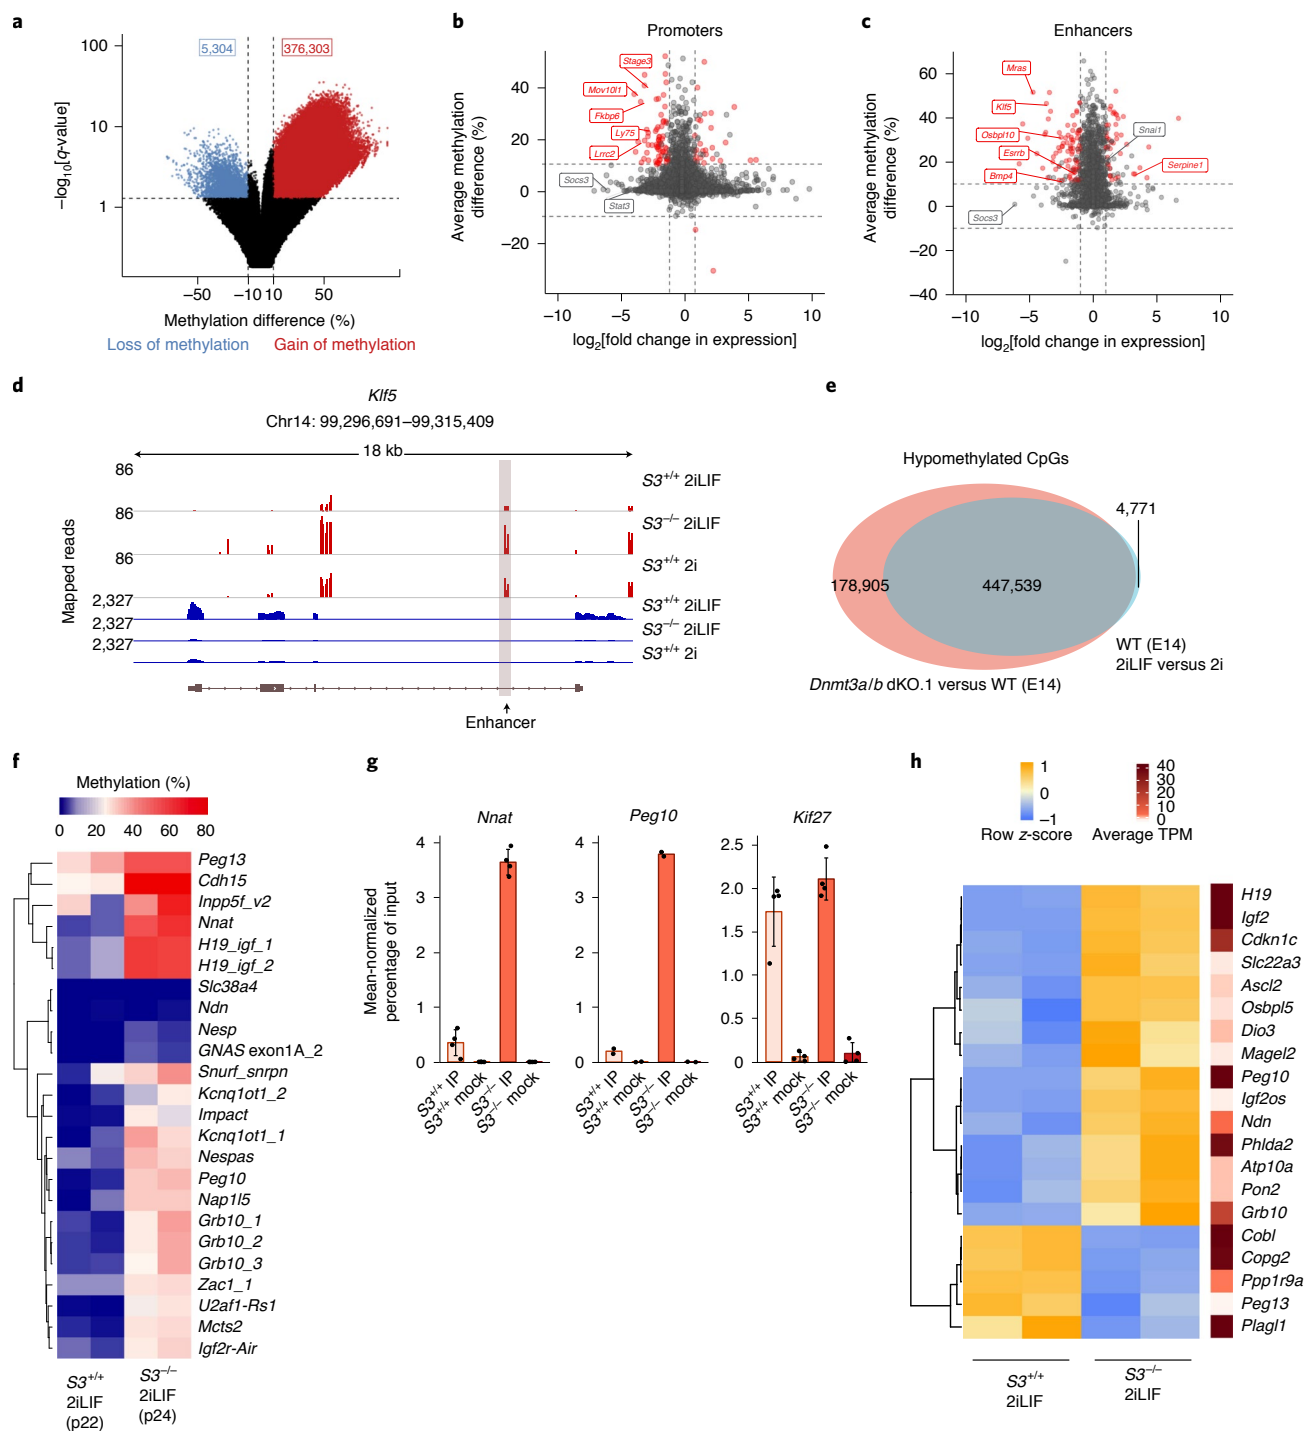 a
100
10
1
–log10[q-value]
5,304
376,303
–50
–10
10
50
Methylation difference (%)
Loss of methylation
Gain of methylation
b
Promoters
Average methylation
difference (%)
40
20
0
–20
Stage3
Mov10l1
Fkbp6
Ly75
Lrrc2
Socs3
Stat3
–10
–5
0
5
10
log2[fold change in expression]
c
Enhancers
Average methylation
difference (%)
60
40
20
0
–20
–40
Mras
Klf5
Osbpl10
Esrrb
Bmp4
Snai1
Serpine1
Socs3
–10
–5
0
5
10
log2[fold change in expression]
d
Klf5
Chr14: 99,296,691–99,315,409
18 kb
Mapped reads
86
S3+/+ 2iLIF
86
S3–/– 2iLIF
86
S3+/+ 2i
2,327
S3+/+ 2iLIF
2,327
S3–/– 2iLIF
2,327
S3+/+ 2i
Enhancer
e
Hypomethylated CpGs
4,771
178,905
447,539
WT (E14)
2iLIF versus 2i
Dnmt3a/b dKO.1 versus WT (E14)
f
Methylation (%)
0
20
40
60
80
Peg13
Cdh15
Inpp5f_v2
Nnat
H19_igf_1
H19_igf_2
Slc38a4
Ndn
Nesp
GNAS exon1A_2
Snurf_snrpn
Kcnq1ot1_2
Impact
Kcnq1ot1_1
Nespas
Peg10
Nap1l5
Grb10_1
Grb10_2
Grb10_3
Zac1_1
U2af1-Rs1
Mcts2
Igf2r-Air
S3+/+
2iLIF
(p22)
S3–/–
2iLIF
(p24)
g
Mean-normalized
percentage of input
Nnat
4
3
2
1
0
S3+/+ IP
S3+/+ mock
S3–/– IP
S3–/– mock
Peg10
4
3
2
1
0
S3+/+ IP
S3+/+ mock
S3–/– IP
S3–/– mock
Kif27
2.5
2.0
1.5
1.0
0.5
0
S3+/+ IP
S3+/+ mock
S3–/– IP
S3–/– mock
h
1
0
–1
Row z-score
40
30
20
10
0
Average TPM
H19
Igf2
Cdkn1c
Slc22a3
Ascl2
Osbpl5
Dio3
Magel2
Peg10
Igf2os
Ndn
Phlda2
Atp10a
Pon2
Grb10
Cobl
Copg2
Ppp1r9a
Peg13
Plagl1
S3+/+
2iLIF
S3–/–
2iLIF